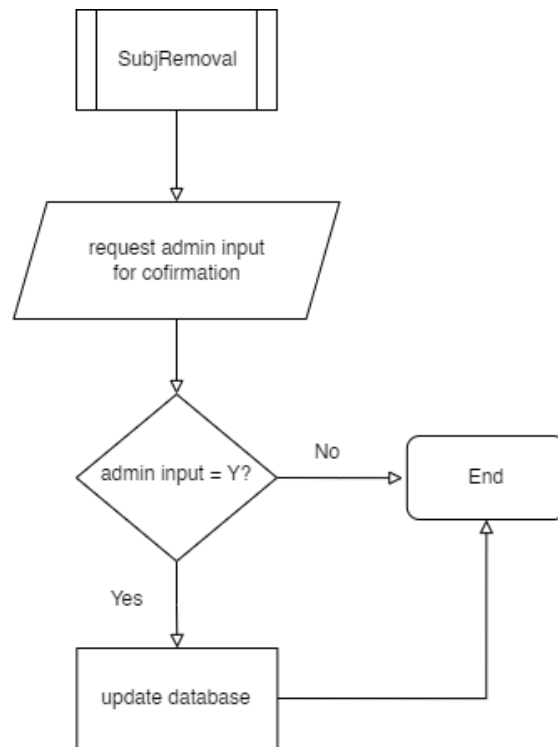 SubjRemoval
request admin input
for cofirmation
admin input = Y?
No
End
Yes
update database